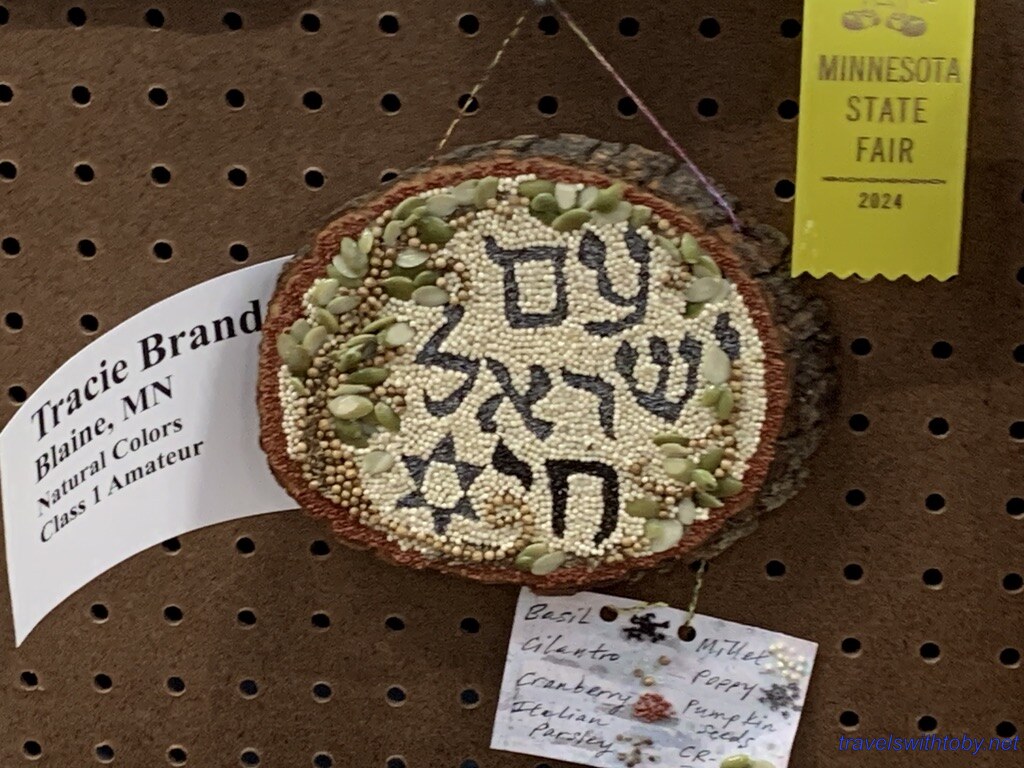 MINNESOTA
STATE
FAIR
2024
עם
ישראל
חי
Tracie Brand
Blaine, MN
Natural Colors
Class 1 Amateur
Basil
Cilantro
Cranberry
Italian
Parsley
Millet
Poppy
Pumpkin
seeds
CR-
travelswithtoby.net